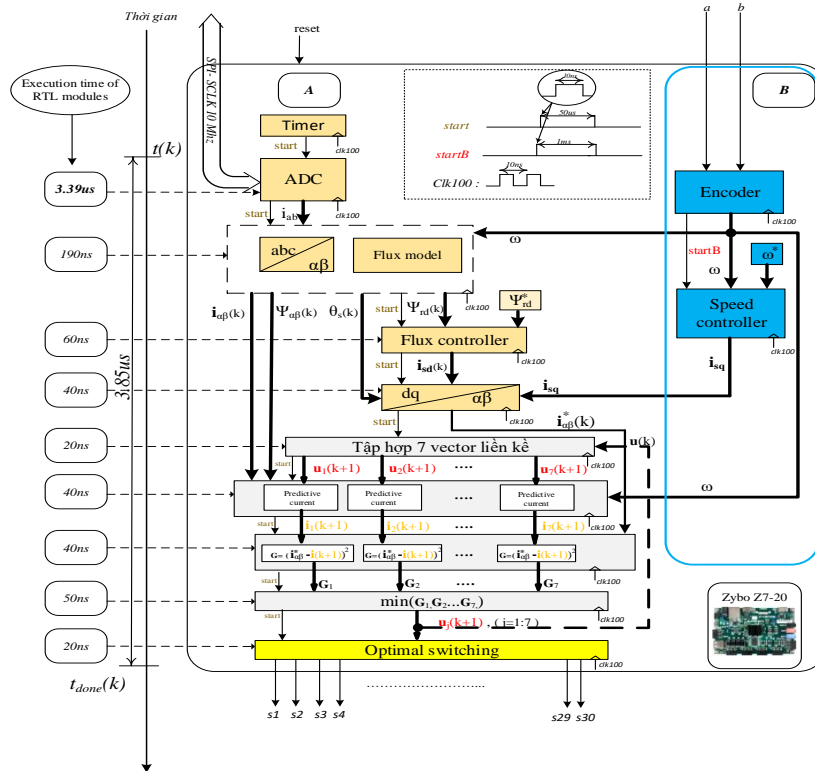 Thời gian
reset
a
b
SPI- SCLK 10 Mhz
Execution time of
RTL modules
A
B
10ns
Timer
start
50us
clk100
start
startB
1ms
t(k)
ADC
10ns
Clk100 :
3.39us
Encoder
start
i_ab
clk100
clk100
190ns
abc
αβ
Flux model
ω
startB
ω
ω*
clk100
i_αβ(k)
Ψ_αβ(k)
θ_s(k)
start
Ψ_rd(k)
Ψ*_rd
Speed
controller
60ns
Flux controller
clk100
3.85us
start
i_sd(k)
clk100
i_sq
40ns
dq
αβ
i_sq
start
clk100
i*_αβ(k)
20ns
Tập hợp 7 vector liền kề
u(k)
start
u_1(k+1)
u_2(k+1)
....
u_7(k+1)
clk100
40ns
Predictive
current
Predictive
current
....
Predictive
current
ω
start
i_1(k+1)
i_2(k+1)
....
i_7(k+1)
clk100
40ns
G=(i*_αβ-i(k+1))²
G=(i*_αβ-i(k+1))²
....
G=(i*_αβ-i(k+1))²
start
G_1
G_2
....
G_7
clk100
50ns
min(G_1,G_2...G_7,)
Zybo Z7-20
start
u_j(k+1) , ( j=1:7 )
clk100
20ns
Optimal switching
t_done(k)
clk100
s1
s2
s3
s4
......................
s29
s30